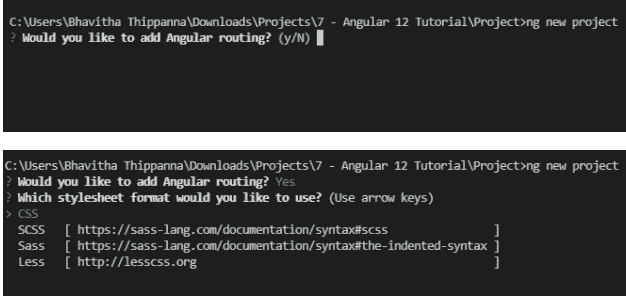 C:\Users\Bhavitha Thippanna\Downloads\Projects\7 - Angular 12 Tutorial\Project>ng new project
? Would you like to add Angular routing? (y/N)
C:\Users\Bhavitha Thippanna\Downloads\Projects\7 - Angular 12 Tutorial\Project>ng new project
? Would you like to add Angular routing? Yes
? Which stylesheet format would you like to use? (Use arrow keys)
> CSS
SCSS [ https://sass-lang.com/documentation/syntax#scss ]
Sass [ https://sass-lang.com/documentation/syntax#the-indented-syntax ]
Less [ http://lesscss.org ]